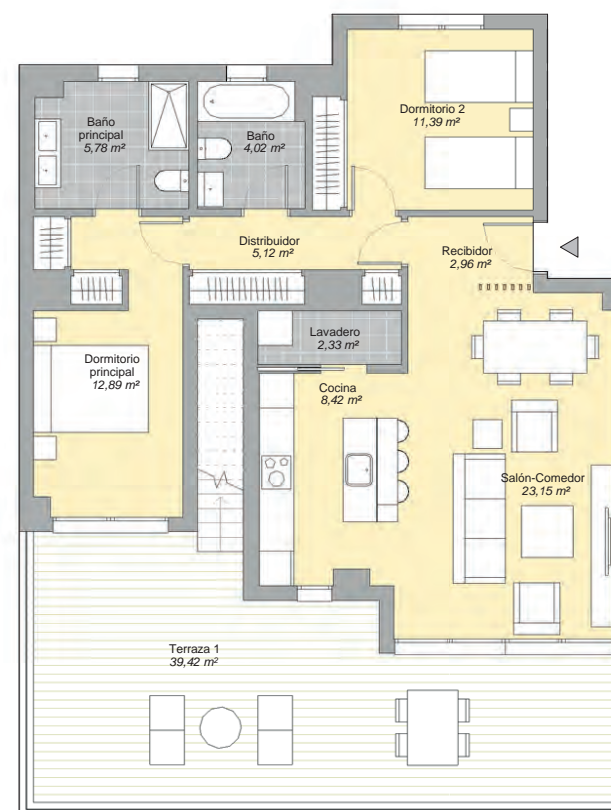 Dormitorio 2
11,39 m²
Baño
principal
5,78 m²
Baño
4,02 m²
Distribuidor
5,12 m²
Recibidor
2,96 m²
Lavadero
2,33 m²
Dormitorio
principal
12,89 m²
Cocina
8,42 m²
Salón-Comedor
23,15 m²
Terraza 1
39,42 m²